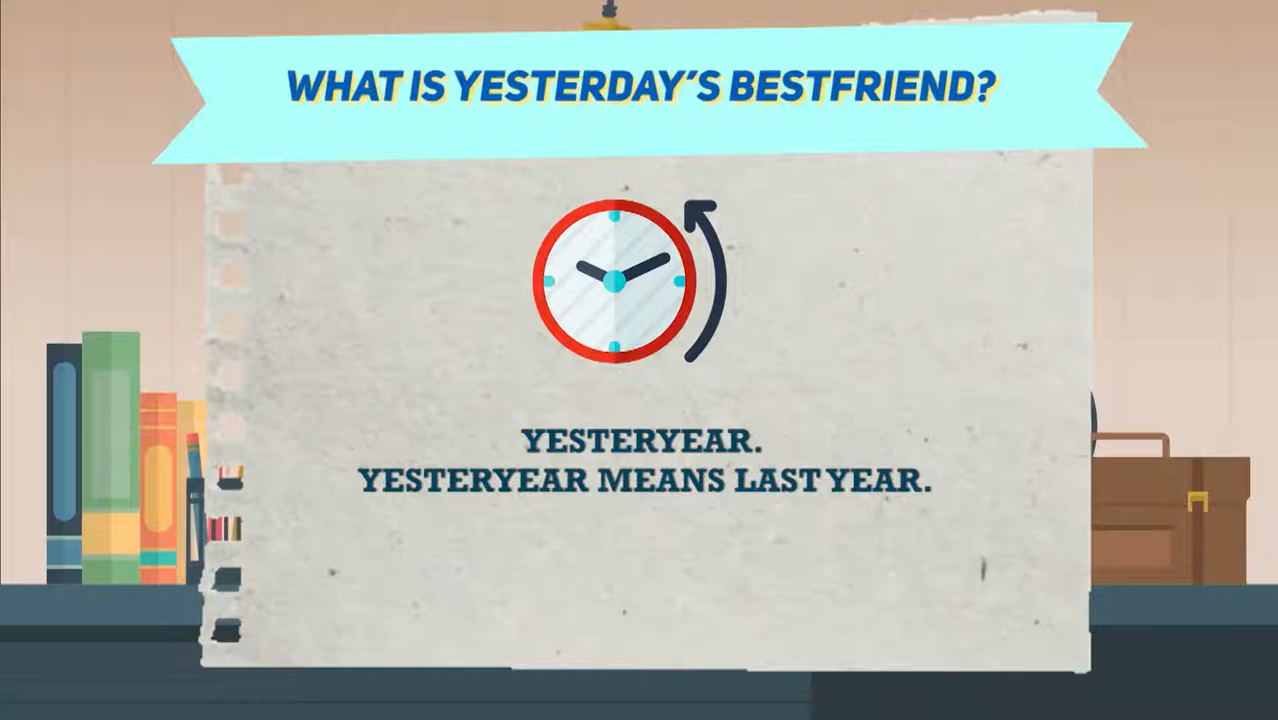 WHAT IS YESTERDAY'S BESTFRIEND?
YESTERYEAR.
YESTERYEAR MEANS LAST YEAR.